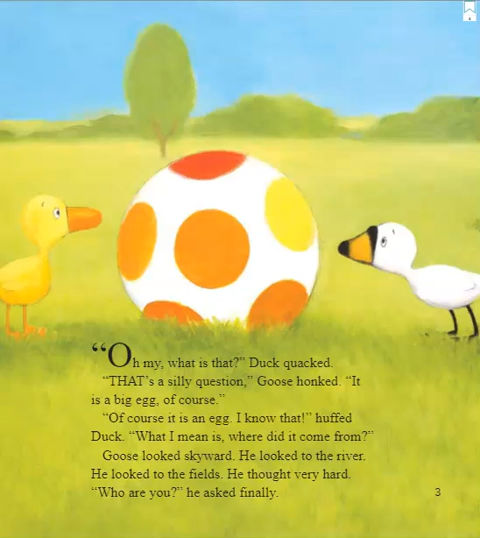 “Oh my, what is that?” Duck quacked.
“THAT’s a silly question,” Goose honked. “It
is a big egg, of course.”
“Of course it is an egg. I know that!” huffed
Duck. “What I mean is, where did it come from?”
Goose looked skyward. He looked to the river.
He looked to the fields. He thought very hard.
“Who are you?” he asked finally.
3